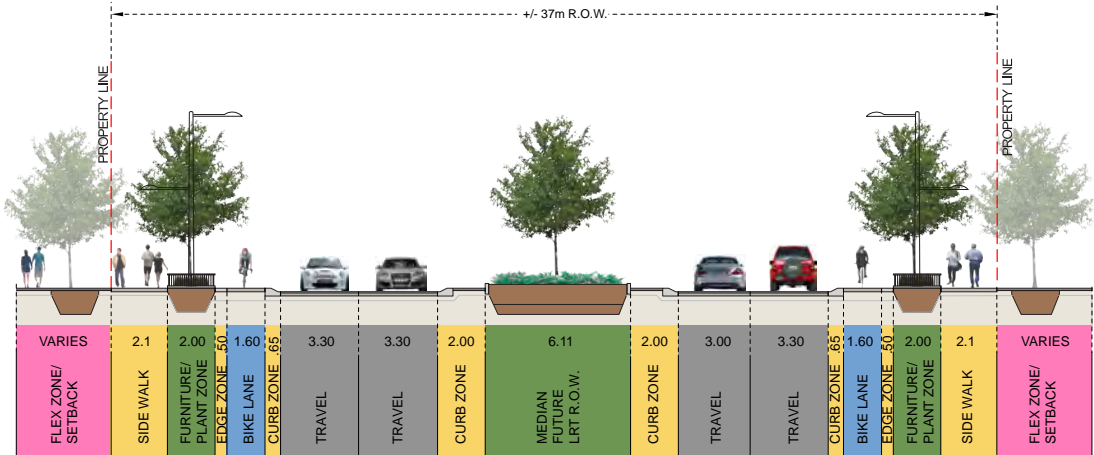 +/- 37m R.O.W.
PROPERTY LINE
PROPERTY LINE
VARIES
2.1
2.00
.50
1.60
.65
3.30
3.30
2.00
6.11
2.00
3.00
3.30
.65
1.60
.50
2.00
2.1
VARIES
FLEX ZONE/
SETBACK
SIDE WALK
FURNITURE/
PLANT ZONE
EDGE ZONE
BIKE LANE
CURB ZONE
TRAVEL
TRAVEL
CURB ZONE
MEDIAN
FUTURE
LRT R.O.W.
CURB ZONE
TRAVEL
TRAVEL
CURB ZONE
BIKE LANE
EDGE ZONE
FURNITURE/
PLANT ZONE
SIDE WALK
FLEX ZONE/
SETBACK